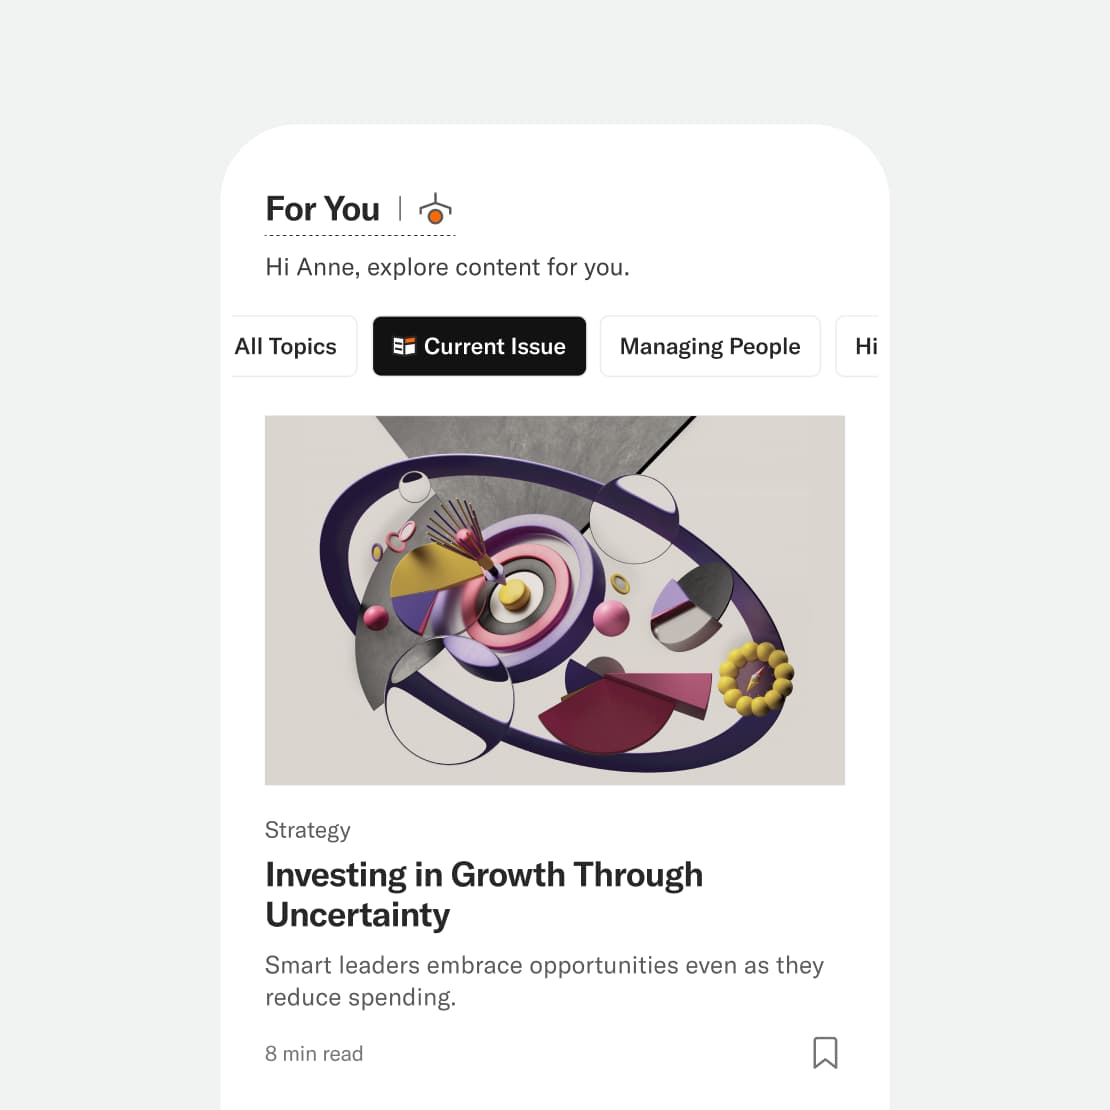 For You
Hi Anne, explore content for you.
All Topics
Current Issue
Managing People
Hi
Strategy
Investing in Growth Through
Uncertainty
Smart leaders embrace opportunities even as they
reduce spending.
8 min read